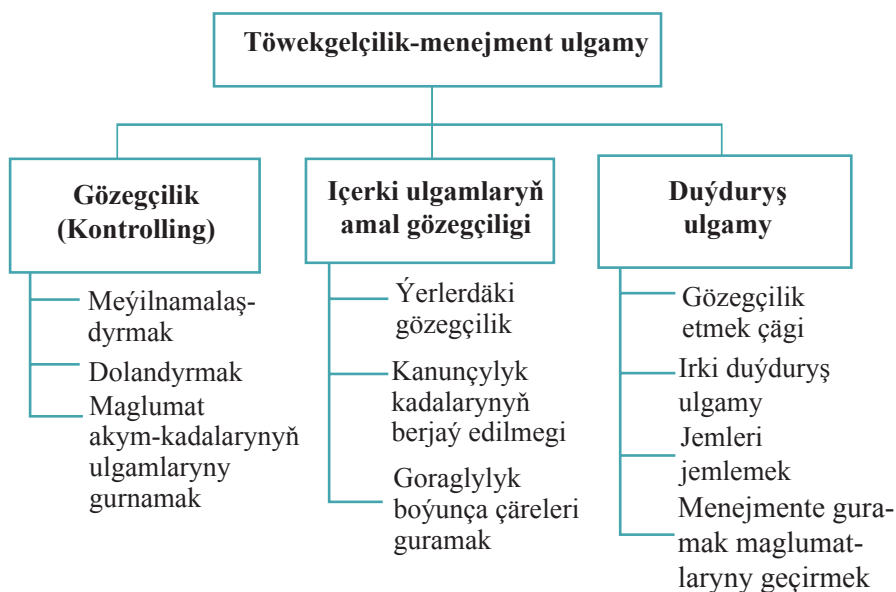 Töwekgelçilik-menejment ulgamy
Gözegçilik
(Kontrolling)
Meýilnamalaş-
dyrmak
Dolandyrmak
Maglumat
akym-kadalarynyň
ulgamlaryny
gurnamak
Içerki ulgamlaryň
amal gözegçiligi
Ýerlerdäki
gözegçilik
Kanunçylyk
kadalarynyň
berjaý edilmegi
Goraglylyk
boýunça çäreleri
guramak
Duýduryş
ulgamy
Gözegçilik
etmek çägi
Irki duýduryş
ulgamy
Jemleri
jemlemek
Menejmente gura-
mak maglumat-
laryny geçirmek